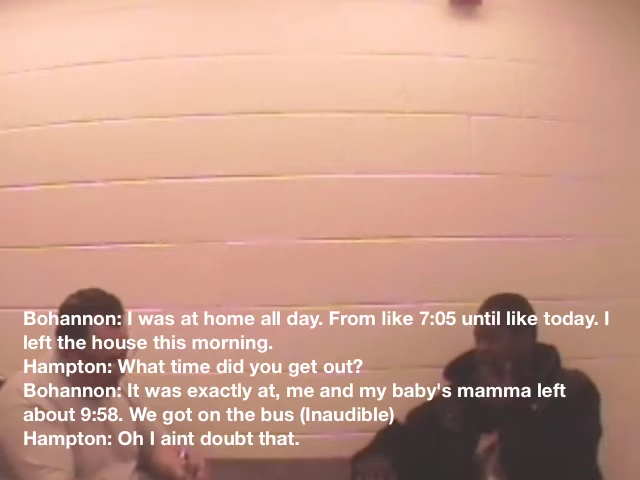 Bohannon: I was at home all day. From like 7:05 until like today. I
left the house this morning.
Hampton: What time did you get out?
Bohannon: It was exactly at, me and my baby's mamma left
about 9:58. We got on the bus (Inaudible)
Hampton: Oh I aint doubt that.